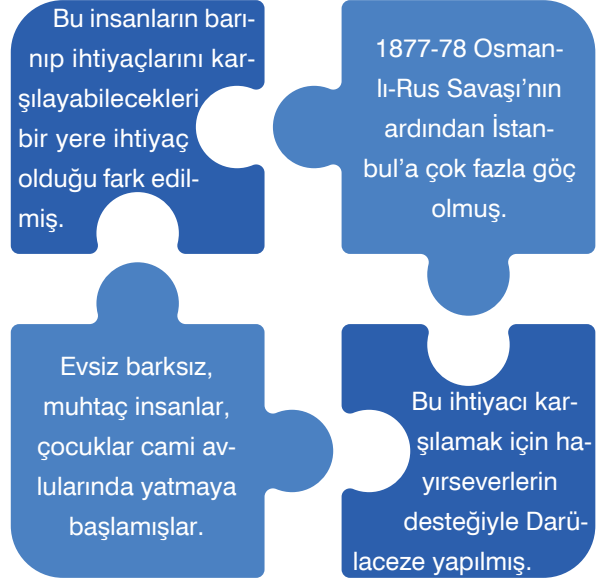 Bu insanların barı-
nıp ihtiyaçlarını kar-
şılayabilecekleri
bir yere ihtiyaç
olduğu fark edil-
miş.
1877-78 Osman-
lı-Rus Savaşı’nın
ardından İstan-
bul’a çok fazla göç
olmuş.
Evsiz barksız,
muhtaç insanlar,
çocuklar cami av-
lularında yatmaya
başlamışlar.
Bu ihtiyacı kar-
şılamak için ha-
yırseverlerin
desteğiyle Darü-
laceze yapılmış.